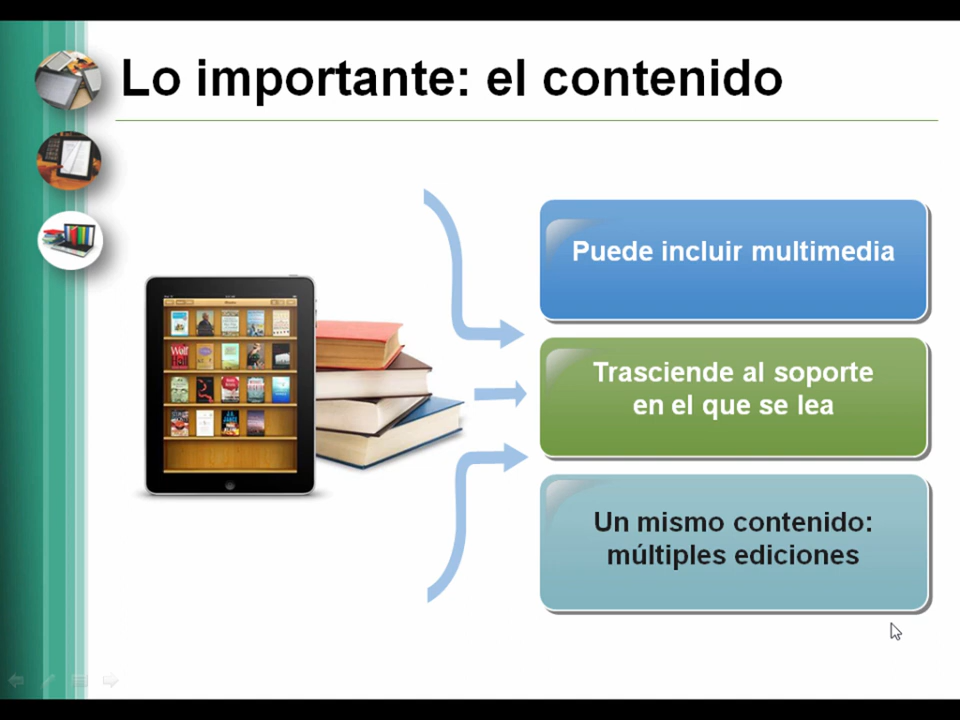 Lo importante: el contenido
Puede incluir multimedia
Trasciende al soporte
en el que se lea
Un mismo contenido:
múltiples ediciones